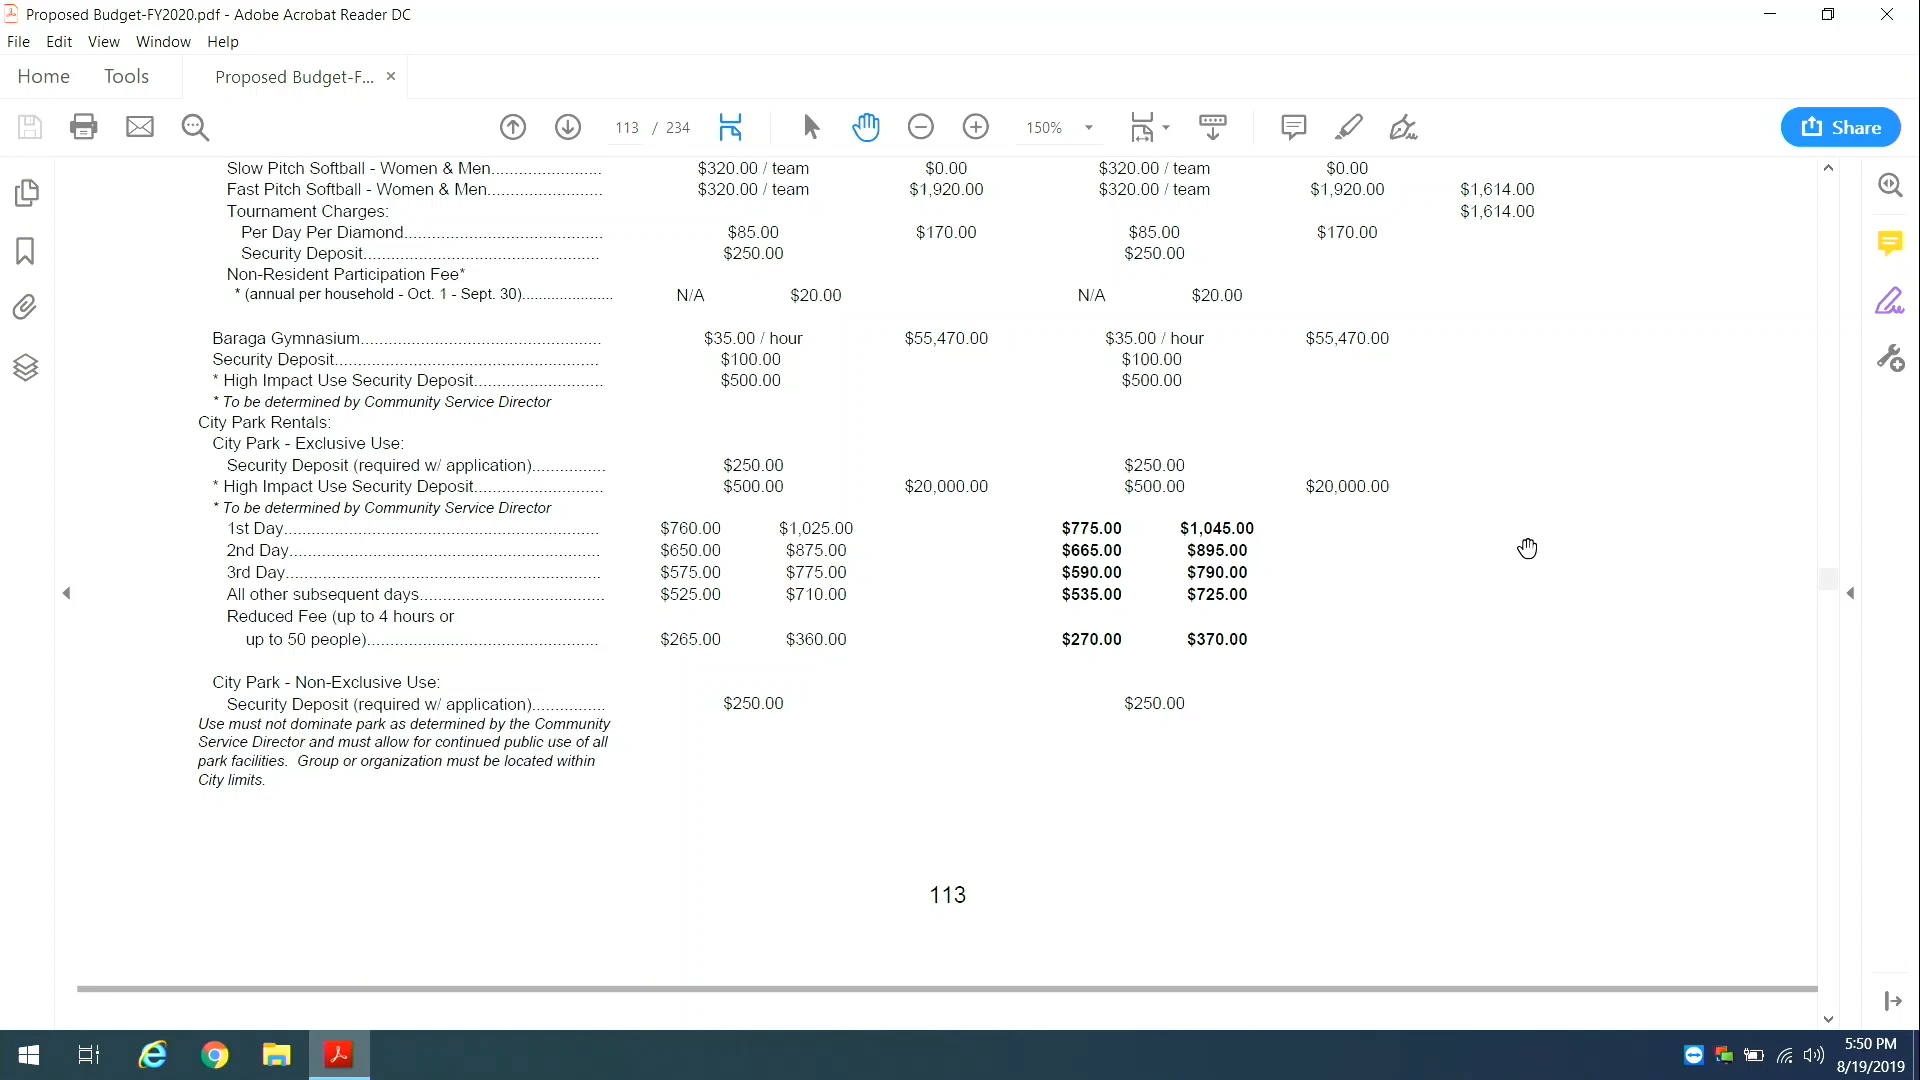 Proposed Budget-FY2020.pdf - Adobe Acrobat Reader DC
File Edit View Window Help
Home Tools Proposed Budget-F... ×
113 / 234 150% Share
Slow Pitch Softball - Women & Men........................ $320.00 / team $0.00 $320.00 / team $0.00
Fast Pitch Softball - Women & Men......................... $320.00 / team $1,920.00 $320.00 / team $1,920.00 $1,614.00
Tournament Charges: $1,614.00
Per Day Per Diamond.......................................... $85.00 $170.00 $85.00 $170.00
Security Deposit.................................................. $250.00 $250.00
Non-Resident Participation Fee*
* (annual per household - Oct. 1 - Sept. 30)...................... N/A $20.00 N/A $20.00
Baraga Gymnasium................................................... $35.00 / hour $55,470.00 $35.00 / hour $55,470.00
Security Deposit........................................................ $100.00 $100.00
* High Impact Use Security Deposit........................... $500.00 $500.00
* To be determined by Community Service Director
City Park Rentals:
City Park - Exclusive Use:
Security Deposit (required w/ application)................ $250.00 $250.00
* High Impact Use Security Deposit........................... $500.00 $20,000.00 $500.00 $20,000.00
* To be determined by Community Service Director
1st Day................................................................... $760.00 $1,025.00 $775.00 $1,045.00
2nd Day.................................................................. $650.00 $875.00 $665.00 $895.00
3rd Day................................................................... $575.00 $775.00 $590.00 $790.00
All other subsequent days....................................... $525.00 $710.00 $535.00 $725.00
Reduced Fee (up to 4 hours or
up to 50 people)................................................. $265.00 $360.00 $270.00 $370.00
City Park - Non-Exclusive Use:
Security Deposit (required w/ application)................ $250.00 $250.00
Use must not dominate park as determined by the Community
Service Director and must allow for continued public use of all
park facilities. Group or organization must be located within
City limits.
113
5:50 PM
8/19/2019